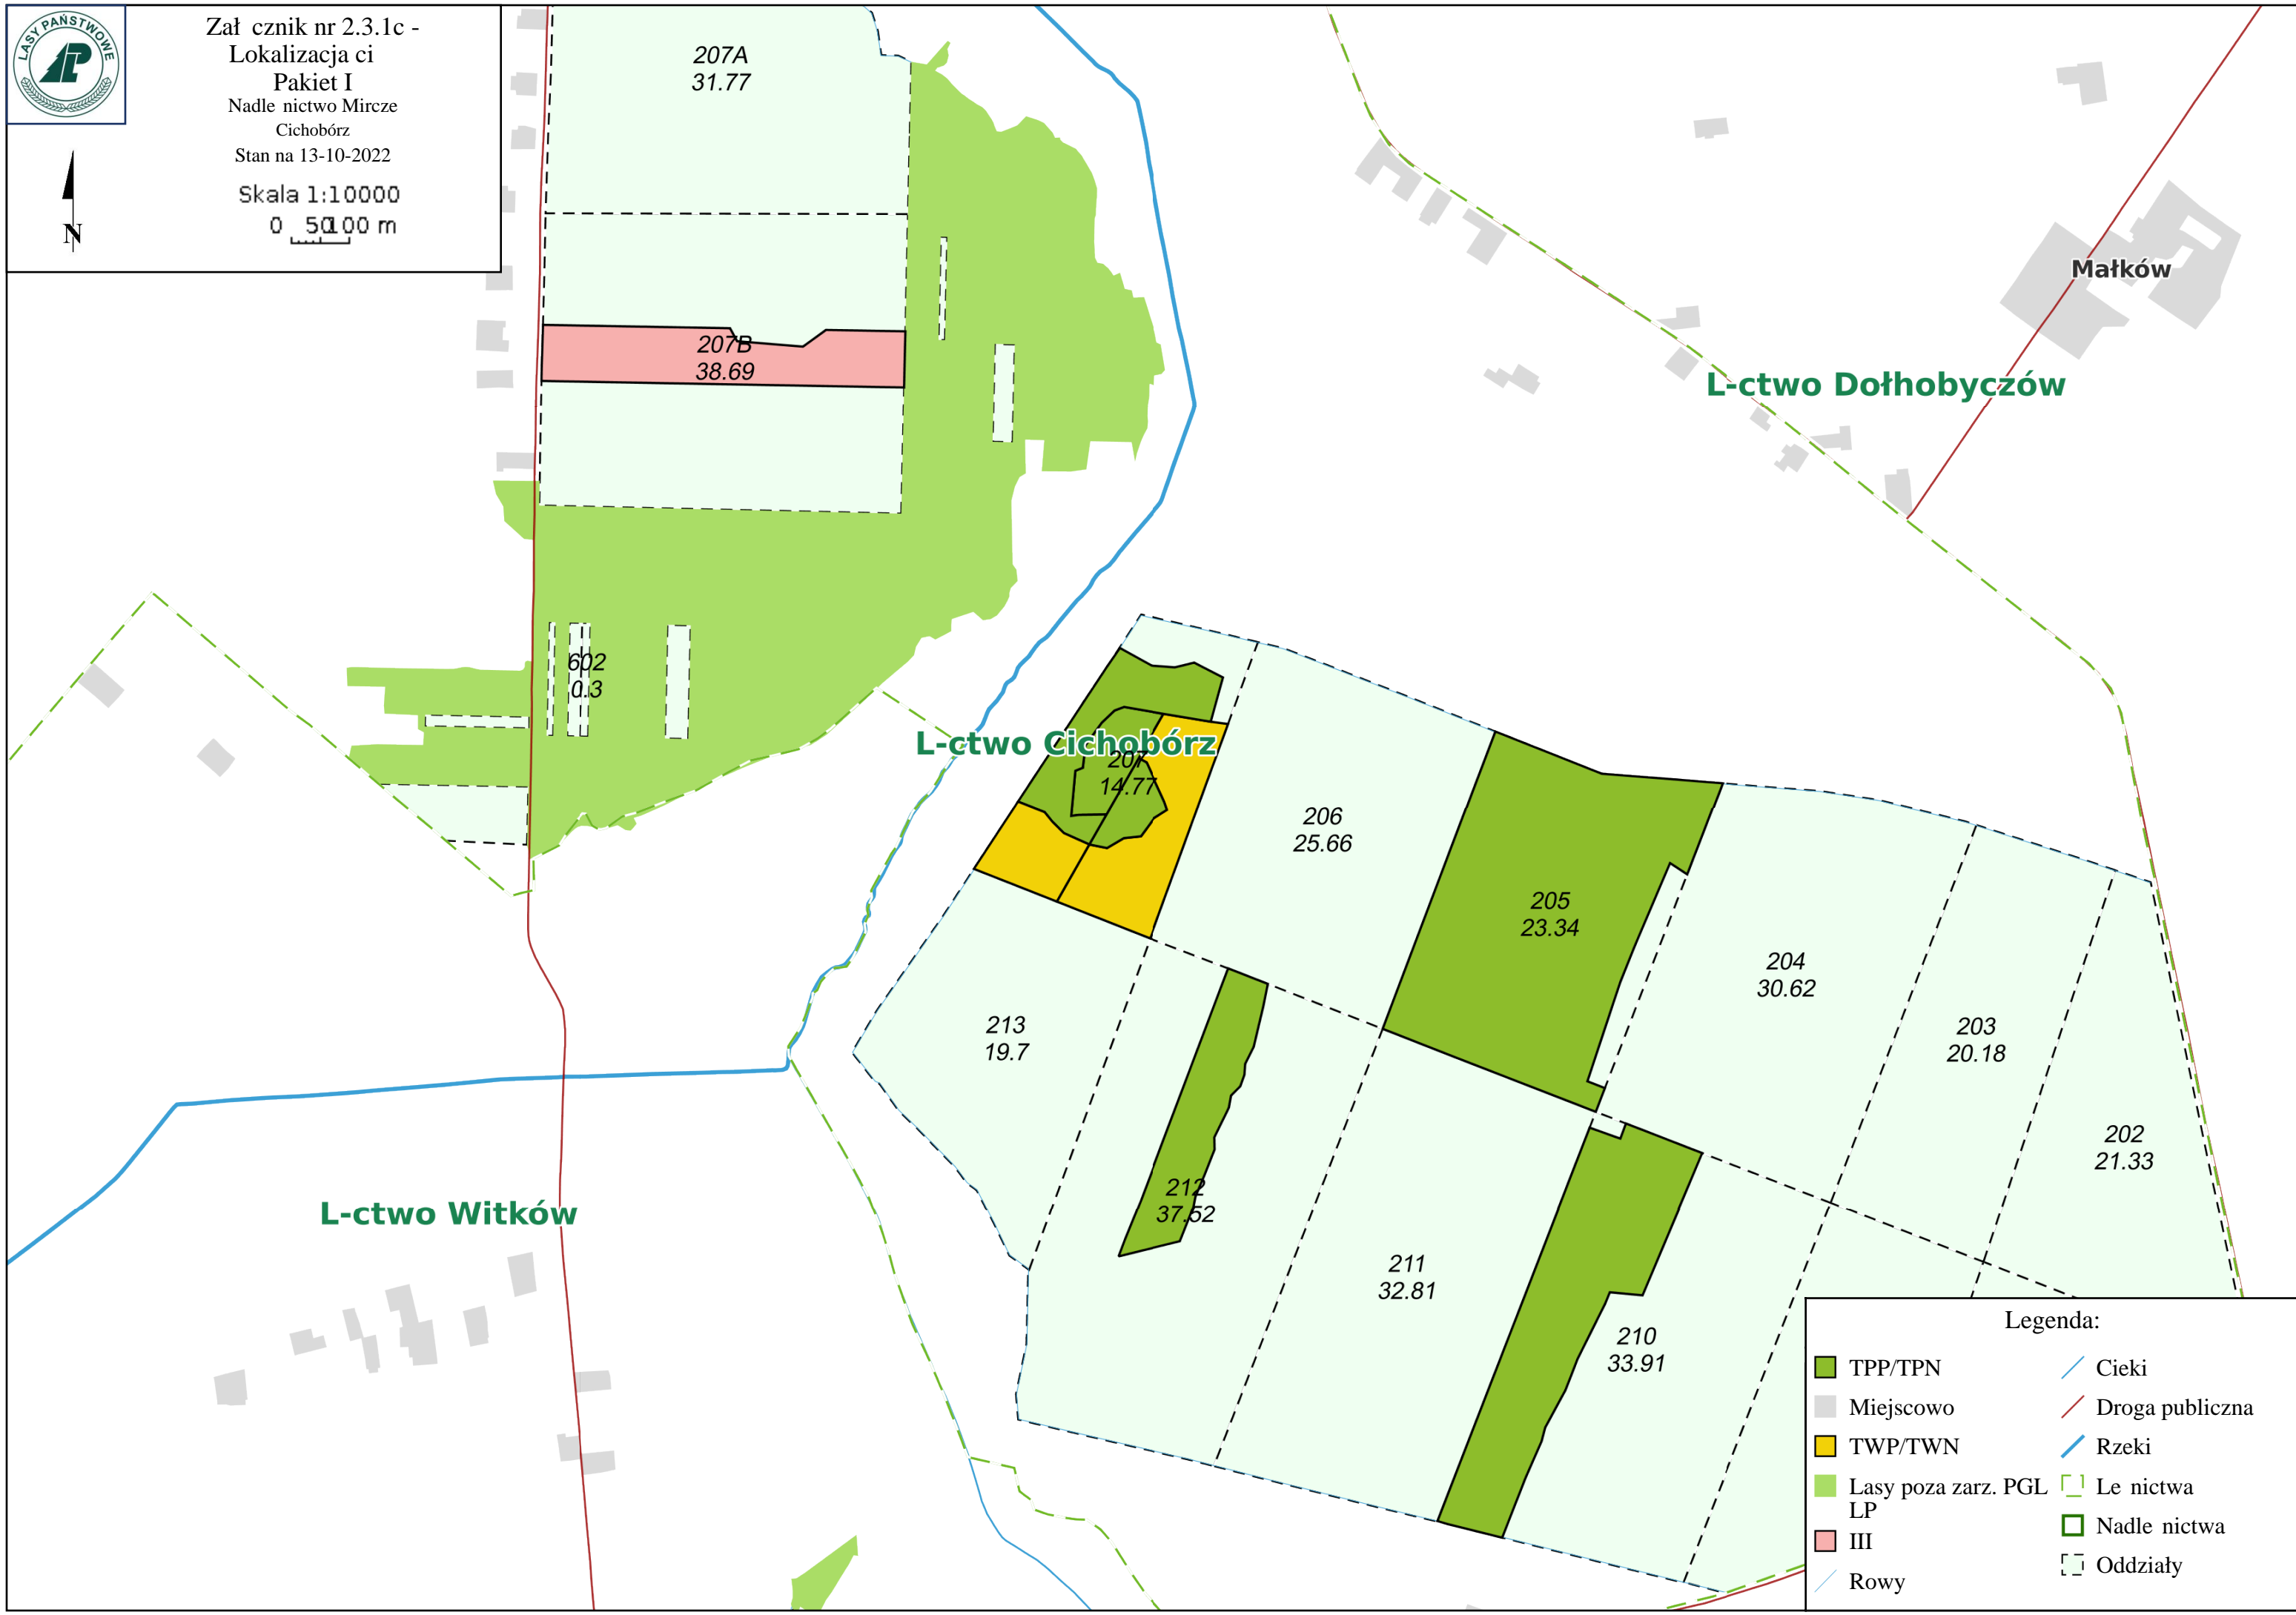 LASY PAŃSTWOWE
Zał cznik nr 2.3.1c -
Lokalizacja ci
Pakiet I
Nadle nictwo Mircze
Cichobórz
Stan na 13-10-2022
Skala 1:10000
0 50 100 m
N
207A
31.77
207B
38.69
Małków
L-ctwo Dołhobyczów
602
0.3
L-ctwo Cichobórz
207
14.77
206
25.66
205
23.34
204
30.62
213
19.7
203
20.18
202
21.33
212
37.52
L-ctwo Witków
211
32.81
210
33.91
Legenda:
TPP/TPN
Miejscowo
TWP/TWN
Lasy poza zarz. PGL
LP
III
Rowy
Cieki
Droga publiczna
Rzeki
Le nictwa
Nadle nictwa
Oddziały